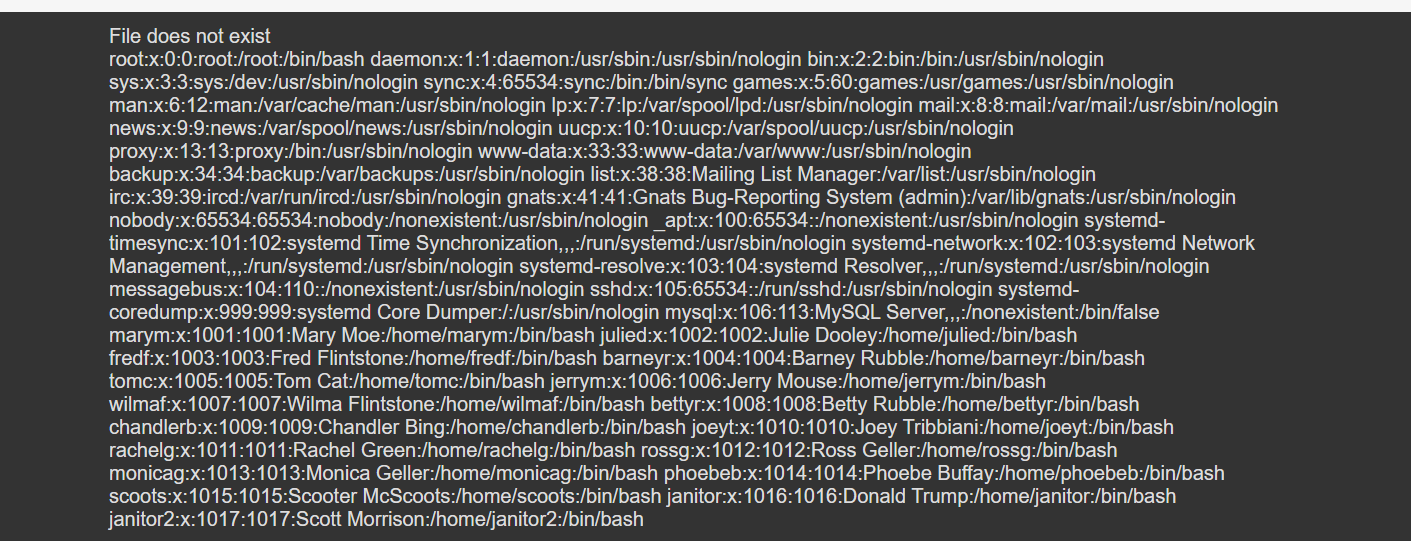 File does not exist
root:x:0:0:root:/root:/bin/bash daemon:x:1:1:daemon:/usr/sbin:/usr/sbin/nologin bin:x:2:2:bin:/bin:/usr/sbin/nologin
sys:x:3:3:sys:/dev:/usr/sbin/nologin sync:x:4:65534:sync:/bin:/bin/sync games:x:5:60:games:/usr/games:/usr/sbin/nologin
man:x:6:12:man:/var/cache/man:/usr/sbin/nologin lp:x:7:7:lp:/var/spool/lpd:/usr/sbin/nologin mail:x:8:8:mail:/var/mail:/usr/sbin/nologin
news:x:9:9:news:/var/spool/news:/usr/sbin/nologin uucp:x:10:10:uucp:/var/spool/uucp:/usr/sbin/nologin
proxy:x:13:13:proxy:/bin:/usr/sbin/nologin www-data:x:33:33:www-data:/var/www:/usr/sbin/nologin
backup:x:34:34:backup:/var/backups:/usr/sbin/nologin list:x:38:38:Mailing List Manager:/var/list:/usr/sbin/nologin
irc:x:39:39:ircd:/var/run/ircd:/usr/sbin/nologin gnats:x:41:41:Gnats Bug-Reporting System (admin):/var/lib/gnats:/usr/sbin/nologin
nobody:x:65534:65534:nobody:/nonexistent:/usr/sbin/nologin _apt:x:100:65534::/nonexistent:/usr/sbin/nologin systemd-
timesync:x:101:102:systemd Time Synchronization,,,:/run/systemd:/usr/sbin/nologin systemd-network:x:102:103:systemd Network
Management,,,:/run/systemd:/usr/sbin/nologin systemd-resolve:x:103:104:systemd Resolver,,,:/run/systemd:/usr/sbin/nologin
messagebus:x:104:110::/nonexistent:/usr/sbin/nologin sshd:x:105:65534::/run/sshd:/usr/sbin/nologin systemd-
coredump:x:999:999:systemd Core Dumper:/:/usr/sbin/nologin mysql:x:106:113:MySQL Server,,,:/nonexistent:/bin/false
marym:x:1001:1001:Mary Moe:/home/marym:/bin/bash julied:x:1002:1002:Julie Dooley:/home/julied:/bin/bash
fredf:x:1003:1003:Fred Flintstone:/home/fredf:/bin/bash barneyr:x:1004:1004:Barney Rubble:/home/barneyr:/bin/bash
tomc:x:1005:1005:Tom Cat:/home/tomc:/bin/bash jerrym:x:1006:1006:Jerry Mouse:/home/jerrym:/bin/bash
wilmaf:x:1007:1007:Wilma Flintstone:/home/wilmaf:/bin/bash bettyr:x:1008:1008:Betty Rubble:/home/bettyr:/bin/bash
chandlerb:x:1009:1009:Chandler Bing:/home/chandlerb:/bin/bash joeyt:x:1010:1010:Joey Tribbiani:/home/joeyt:/bin/bash
rachelg:x:1011:1011:Rachel Green:/home/rachelg:/bin/bash rossg:x:1012:1012:Ross Geller:/home/rossg:/bin/bash
monicag:x:1013:1013:Monica Geller:/home/monicag:/bin/bash phoebeb:x:1014:1014:Phoebe Buffay:/home/phoebeb:/bin/bash
scoots:x:1015:1015:Scooter McScoots:/home/scoots:/bin/bash janitor:x:1016:1016:Donald Trump:/home/janitor:/bin/bash
janitor2:x:1017:1017:Scott Morrison:/home/janitor2:/bin/bash